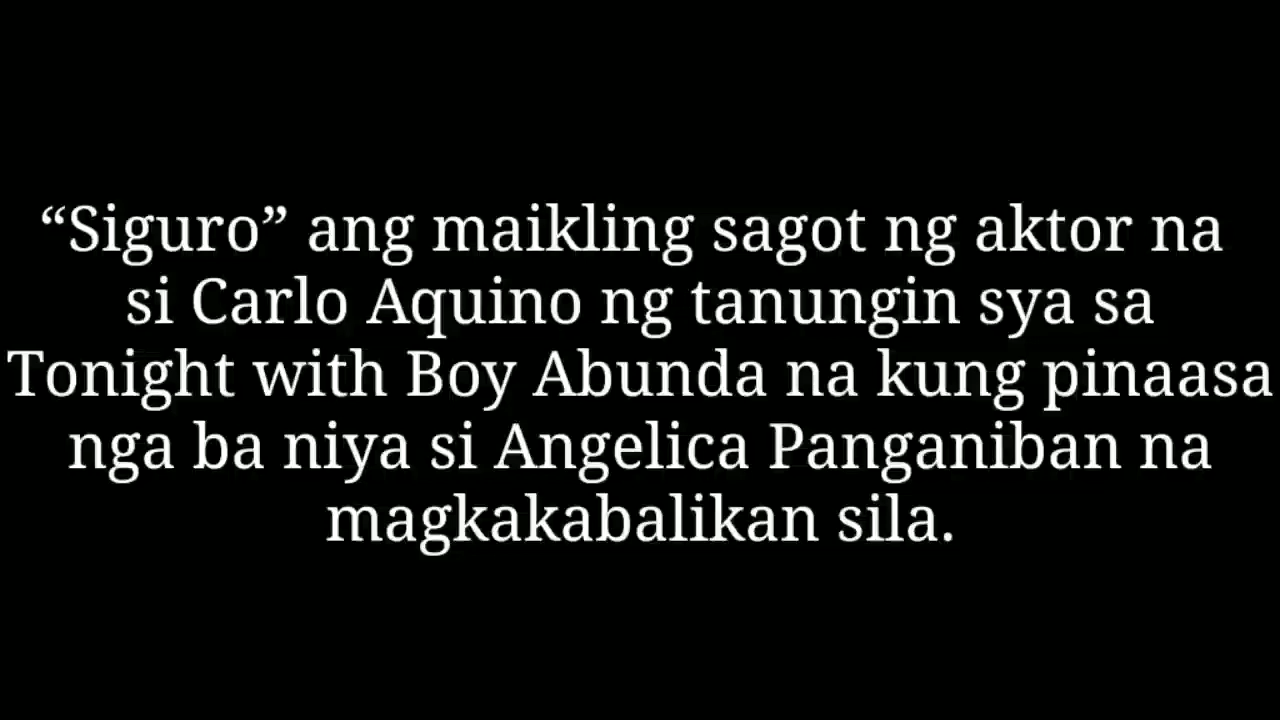 “Siguro” ang maikling sagot ng aktor na
si Carlo Aquino ng tanungin sya sa
Tonight with Boy Abunda na kung pinaasa
nga ba niya si Angelica Panganiban na
magkakabalikan sila.